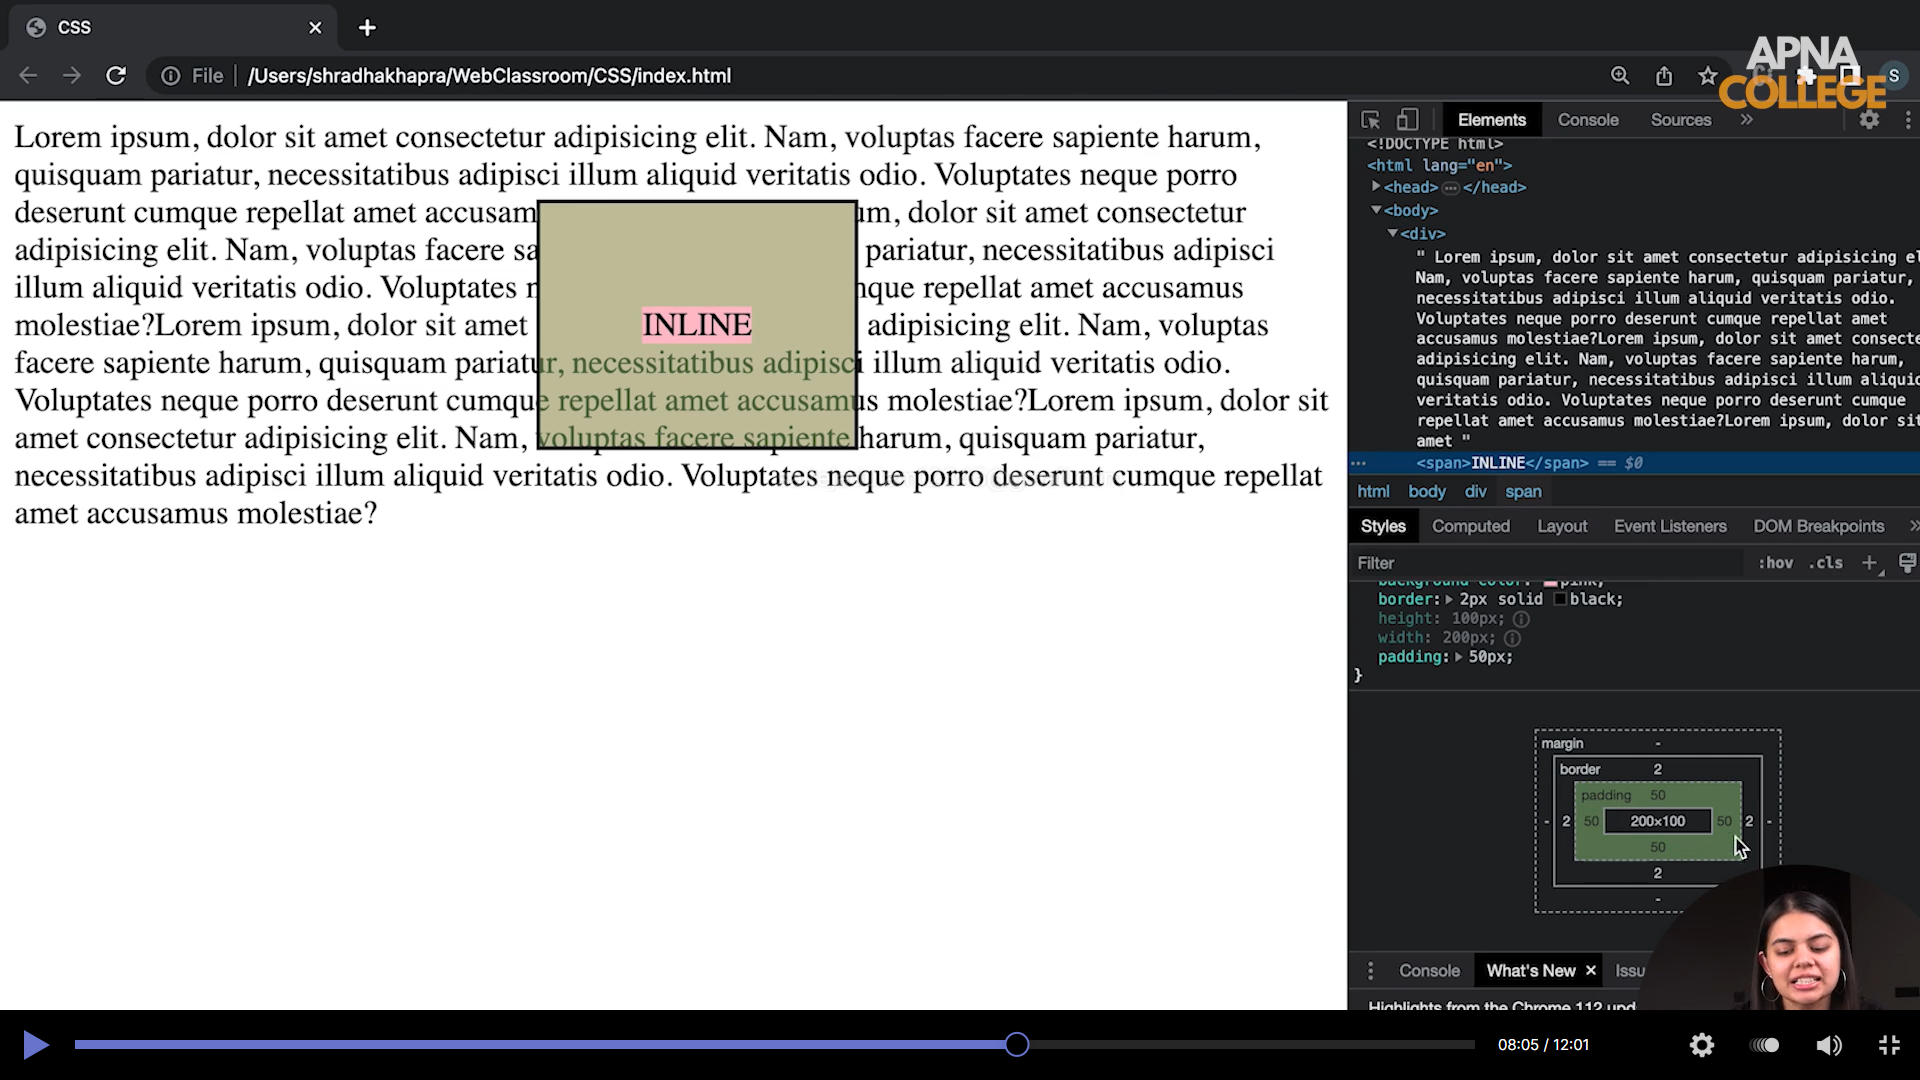 CSS
File
/Users/shradhakhapra/WebClassroom/CSS/index.html
S
APNA
COLLEGE
Lorem ipsum, dolor sit amet consectetur adipisicing elit. Nam, voluptas facere sapiente harum,
quisquam pariatur, necessitatibus adipisci illum aliquid veritatis odio. Voluptates neque porro
deserunt cumque repellat amet accusam um, dolor sit amet consectetur
adipisicing elit. Nam, voluptas facere sa pariatur, necessitatibus adipisci
illum aliquid veritatis odio. Voluptates n nque repellat amet accusamus
molestiae?Lorem ipsum, dolor sit amet INLINE adipisicing elit. Nam, voluptas
facere sapiente harum, quisquam pariatur, necessitatibus adipisci illum aliquid veritatis odio.
Voluptates neque porro deserunt cumque repellat amet accusamus molestiae?Lorem ipsum, dolor sit
amet consectetur adipisicing elit. Nam, voluptas facere sapiente harum, quisquam pariatur,
necessitatibus adipisci illum aliquid veritatis odio. Voluptates neque porro deserunt cumque repellat
amet accusamus molestiae?
Elements Console Sources
<!DOCTYPE html>
<html lang="en">
<head> </head>
<body>
<div>
" Lorem ipsum, dolor sit amet consectetur adipisicing el
Nam, voluptas facere sapiente harum, quisquam pariatur,
necessitatibus adipisci illum aliquid veritatis odio.
Voluptates neque porro deserunt cumque repellat amet
accusamus molestiae?Lorem ipsum, dolor sit amet consecte
adipisicing elit. Nam, voluptas facere sapiente harum,
quisquam pariatur, necessitatibus adipisci illum aliquid
veritatis odio. Voluptates neque porro deserunt cumque
repellat amet accusamus molestiae?Lorem ipsum, dolor sit
amet "
<span>INLINE</span> == $0
html body div span
Styles Computed Layout Event Listeners DOM Breakpoints
Filter
:hov .cls
background-color: pink;
border: 2px solid black;
height: 100px;
width: 200px;
padding: 50px;
}
margin -
border 2
padding 50
- 2 50 200×100 50 2 -
50
2
-
Console What's New Issu
Highlights from the Chrome 112 upd
08:05 / 12:01